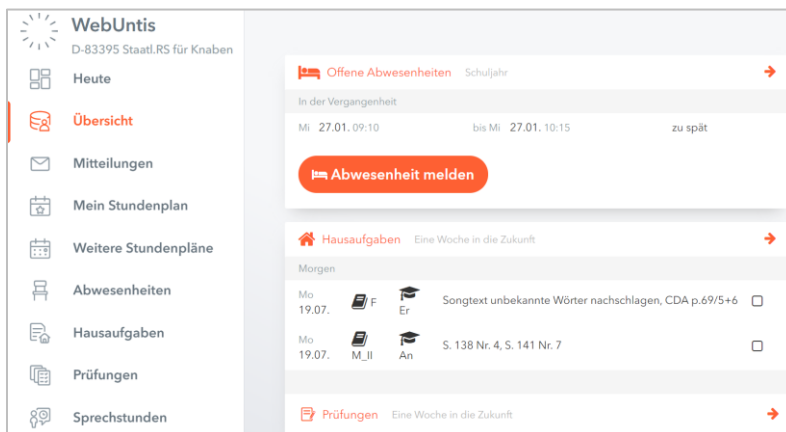 WebUntis
D-83395 Staatl.RS für Knaben
Heute
Übersicht
Mitteilungen
Mein Stundenplan
Weitere Stundenpläne
Abwesenheiten
Hausaufgaben
Prüfungen
Sprechstunden
Offene Abwesenheiten Schuljahr
In der Vergangenheit
Mi 27.01. 09:10 bis Mi 27.01. 10:15 zu spät
Abwesenheit melden
Hausaufgaben Eine Woche in die Zukunft
Morgen
Mo 19.07. F Er Songtext unbekannte Wörter nachschlagen, CDA p.69/5+6
Mo 19.07. M_II An S. 138 Nr. 4, S. 141 Nr. 7
Prüfungen Eine Woche in die Zukunft